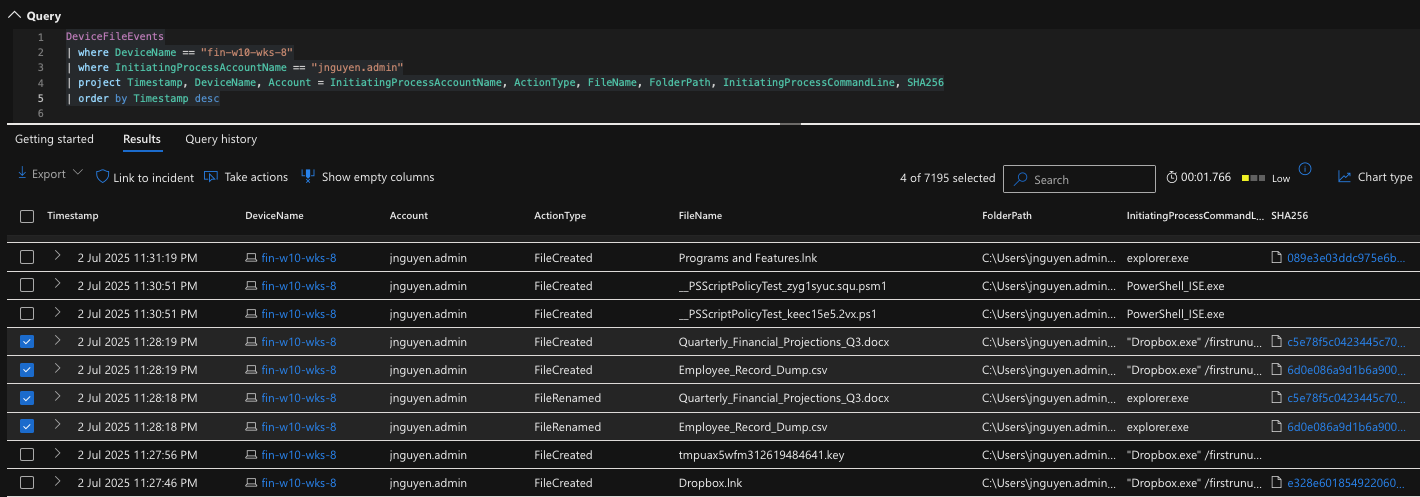 Query
1 DeviceFileEvents
2 | where DeviceName == "fin-w10-wks-8"
3 | where InitiatingProcessAccountName == "jnguyen.admin"
4 | project Timestamp, DeviceName, Account = InitiatingProcessAccountName, ActionType, FileName, FolderPath, InitiatingProcessCommandLine, SHA256
5 | order by Timestamp desc
6
Getting started Results Query history
Export Link to incident Take actions Show empty columns 4 of 7195 selected Search 00:01.766 Low Chart type
Timestamp DeviceName Account ActionType FileName FolderPath InitiatingProcessCommandL... SHA256
2 Jul 2025 11:31:19 PM fin-w10-wks-8 jnguyen.admin FileCreated Programs and Features.lnk C:\Users\jnguyen.admin... explorer.exe 089e3e03ddc975e6b...
2 Jul 2025 11:30:51 PM fin-w10-wks-8 jnguyen.admin FileCreated __PSScriptPolicyTest_zyg1syuc.squ.psm1 C:\Users\jnguyen.admin... PowerShell_ISE.exe
2 Jul 2025 11:30:51 PM fin-w10-wks-8 jnguyen.admin FileCreated __PSScriptPolicyTest_keec15e5.2vx.ps1 C:\Users\jnguyen.admin... PowerShell_ISE.exe
2 Jul 2025 11:28:19 PM fin-w10-wks-8 jnguyen.admin FileCreated Quarterly_Financial_Projections_Q3.docx C:\Users\jnguyen.admin... "Dropbox.exe" /firstrunu... c5e78f5c0423445c70...
2 Jul 2025 11:28:19 PM fin-w10-wks-8 jnguyen.admin FileCreated Employee_Record_Dump.csv C:\Users\jnguyen.admin... "Dropbox.exe" /firstrunu... 6d0e086a9d1b6a900...
2 Jul 2025 11:28:18 PM fin-w10-wks-8 jnguyen.admin FileRenamed Quarterly_Financial_Projections_Q3.docx C:\Users\jnguyen.admin... explorer.exe c5e78f5c0423445c70...
2 Jul 2025 11:28:18 PM fin-w10-wks-8 jnguyen.admin FileRenamed Employee_Record_Dump.csv C:\Users\jnguyen.admin... explorer.exe 6d0e086a9d1b6a900...
2 Jul 2025 11:27:56 PM fin-w10-wks-8 jnguyen.admin FileCreated tmpuax5wfm312619484641.key C:\Users\jnguyen.admin... "Dropbox.exe" /firstrunu...
2 Jul 2025 11:27:46 PM fin-w10-wks-8 jnguyen.admin FileCreated Dropbox.lnk C:\Users\jnguyen.admin... "Dropbox.exe" /firstrunu... e328e601854922060...